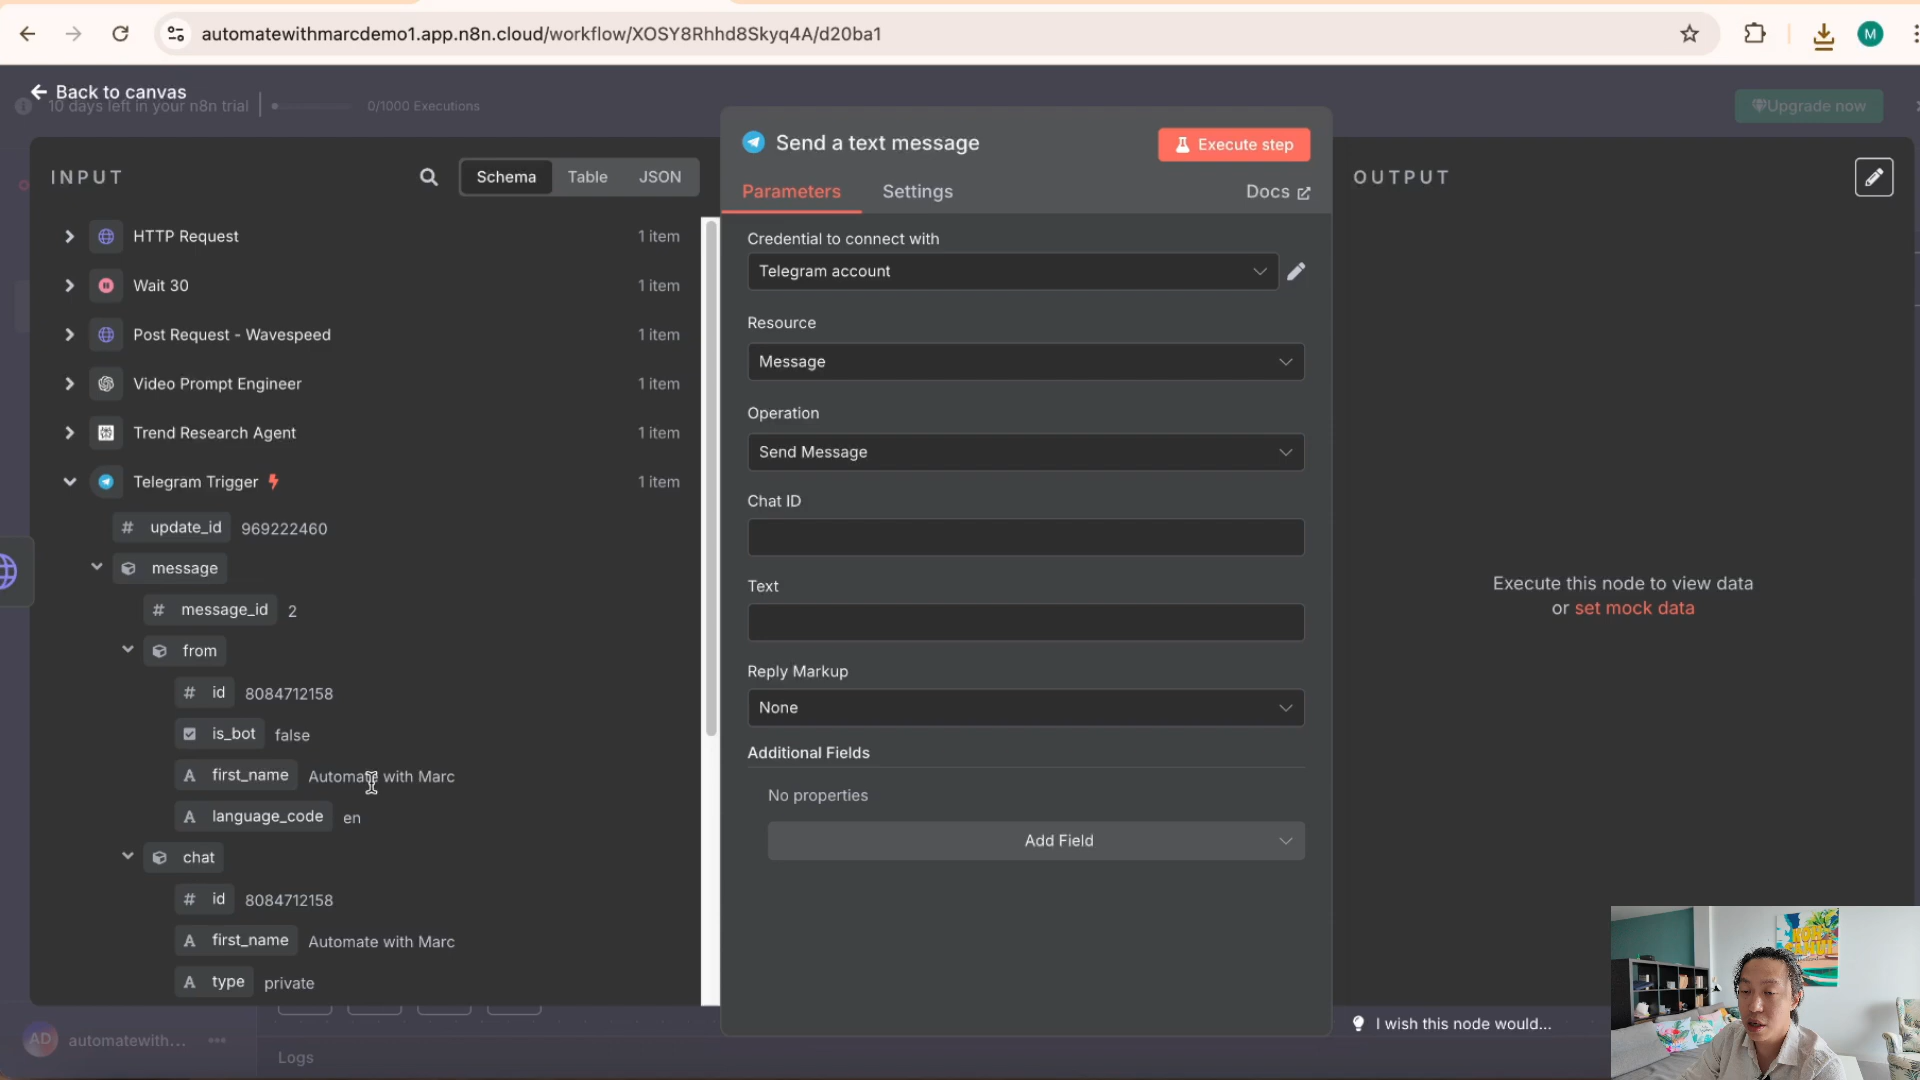 automatewithmarcdemo1.app.n8n.cloud/workflow/XOSY8Rhhd8Skyq4A/d20ba1
M
Back to canvas
10 days left in your n8n trial
0/1000 Executions
Upgrade now
INPUT
Schema
Table
JSON
HTTP Request
1 item
Wait 30
1 item
Post Request - Wavespeed
1 item
Video Prompt Engineer
1 item
Trend Research Agent
1 item
Telegram Trigger
1 item
# update_id 969222460
message
# message_id 2
from
# id 8084712158
is_bot false
A first_name Automate with Marc
A language_code en
chat
# id 8084712158
A first_name Automate with Marc
A type private
Send a text message
Execute step
Parameters
Settings
Docs
Credential to connect with
Telegram account
Resource
Message
Operation
Send Message
Chat ID
Text
Reply Markup
None
Additional Fields
No properties
Add Field
OUTPUT
Execute this node to view data
or set mock data
I wish this node would...
AD
automatewith...
Logs
KOH
SAMUI